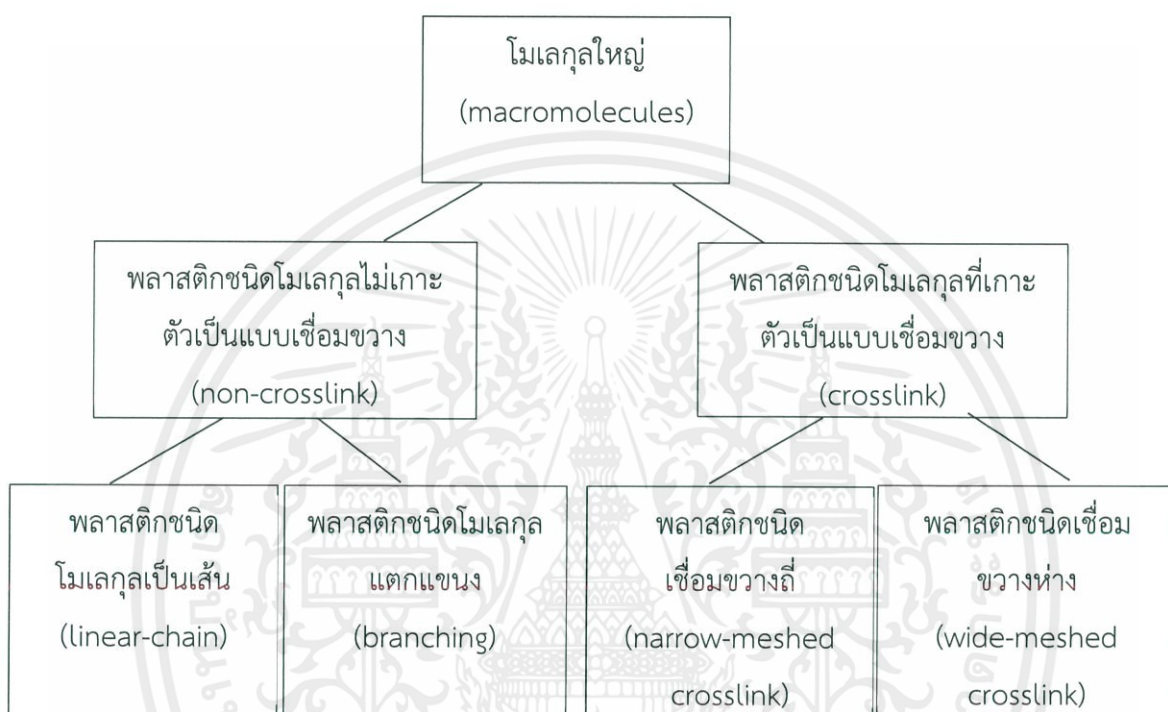 โมเลกุลใหญ่
(macromolecules)
พลาสติกชนิดโมเลกุลไม่เกาะ
ตัวเป็นแบบเชื่อมขวาง
(non-crosslink)
พลาสติกชนิดโมเลกุลที่เกาะ
ตัวเป็นแบบเชื่อมขวาง
(crosslink)
พลาสติกชนิด
โมเลกุลเป็นเส้น
(linear-chain)
พลาสติกชนิดโมเลกุล
แตกแขนง
(branching)
พลาสติกชนิด
เชื่อมขวางถี่
(narrow-meshed
crosslink)
พลาสติกชนิดเชื่อม
ขวางห่าง
(wide-meshed
crosslink)